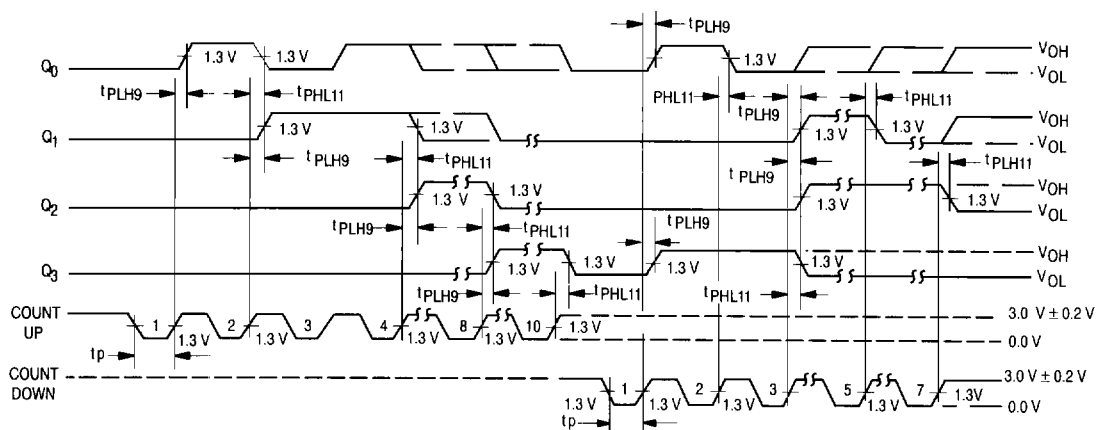 tPLH9
Q0 1.3 V 1.3 V 1.3 V VOH
VOL
tPLH9 tPHL11 PHL11 tPLH9 tPHL11
Q1 1.3 V 1.3 V 1.3 V 1.3 V VOH
VOL
tPLH9 tPHL11 tPLH9 tPLH11
Q2 1.3 V 1.3 V 1.3 V 1.3 V VOH
VOL
tPLH9 tPHL11 tPLH9
Q3 1.3 V 1.3 V 1.3 V 1.3 V VOH
VOL
tPLH9 tPHL11 tPHL11
COUNT UP 1 2 3 4 8 10 1.3 V 3.0 V ± 0.2 V
1.3 V 1.3 V 1.3 V 1.3 V 0.0 V
tp
COUNT DOWN 1 2 3 5 7 1.3V 3.0 V ± 0.2 V
1.3 V 1.3 V 1.3 V 1.3 V 1.3 V 0.0 V
tp